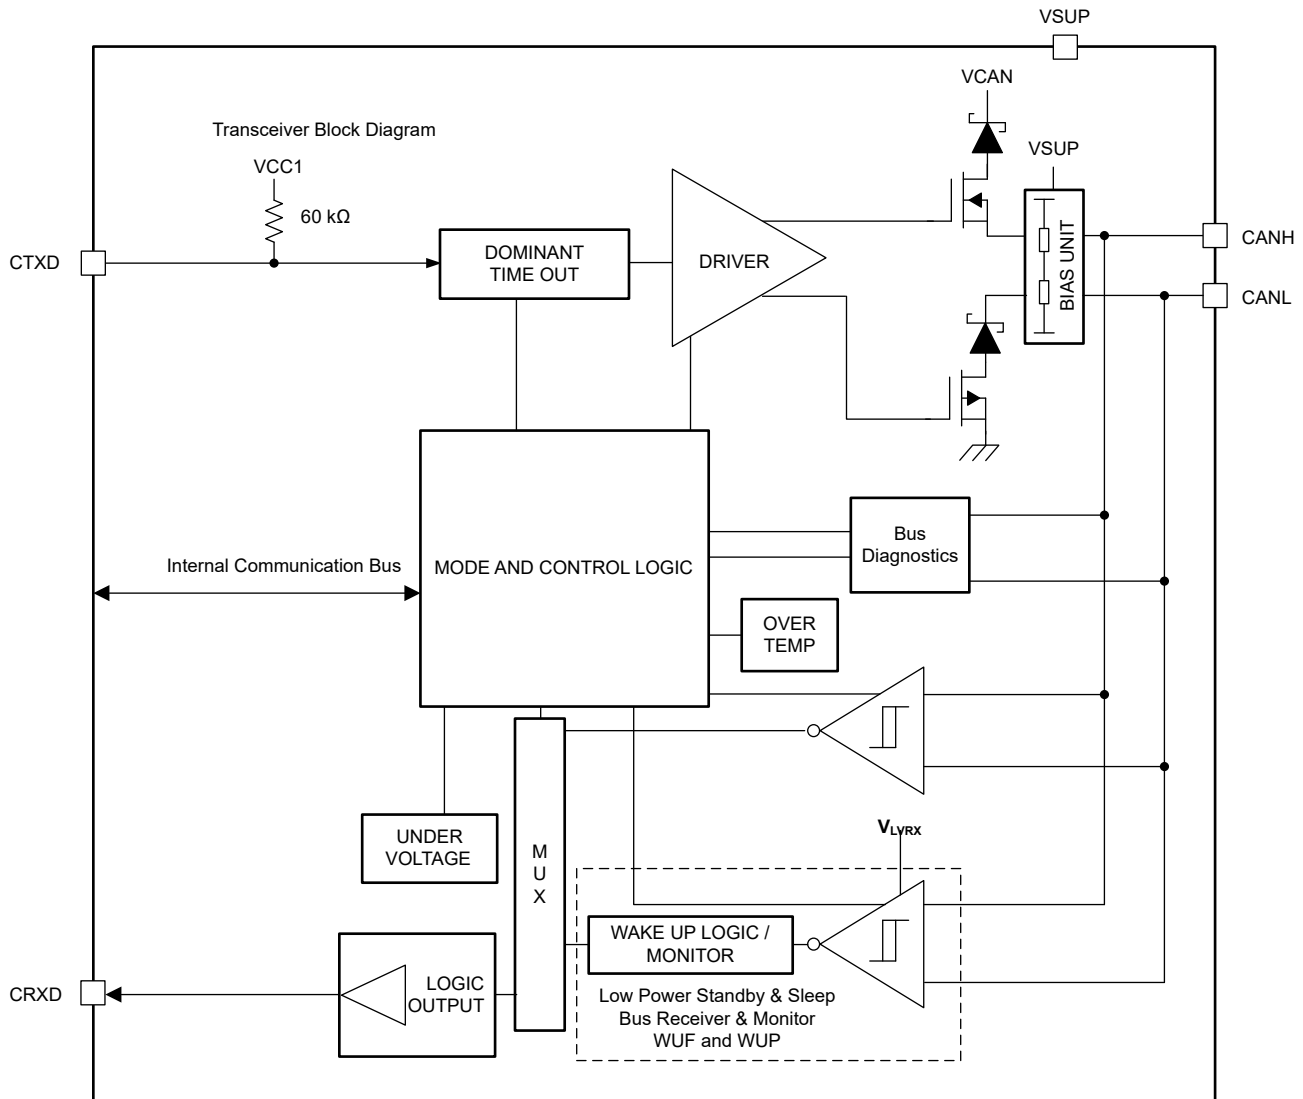 VSUP
VCAN
Transceiver Block Diagram
VCC1
VSUP
60 kΩ
CTXD
DOMINANT
TIME OUT
DRIVER
BIAS UNIT
CANH
CANL
Internal Communication Bus
MODE AND CONTROL LOGIC
Bus
Diagnostics
OVER
TEMP
UNDER
VOLTAGE
M
U
X
VLVRX
WAKE UP LOGIC /
MONITOR
Low Power Standby & Sleep
Bus Receiver & Monitor
WUF and WUP
CRXD
LOGIC
OUTPUT